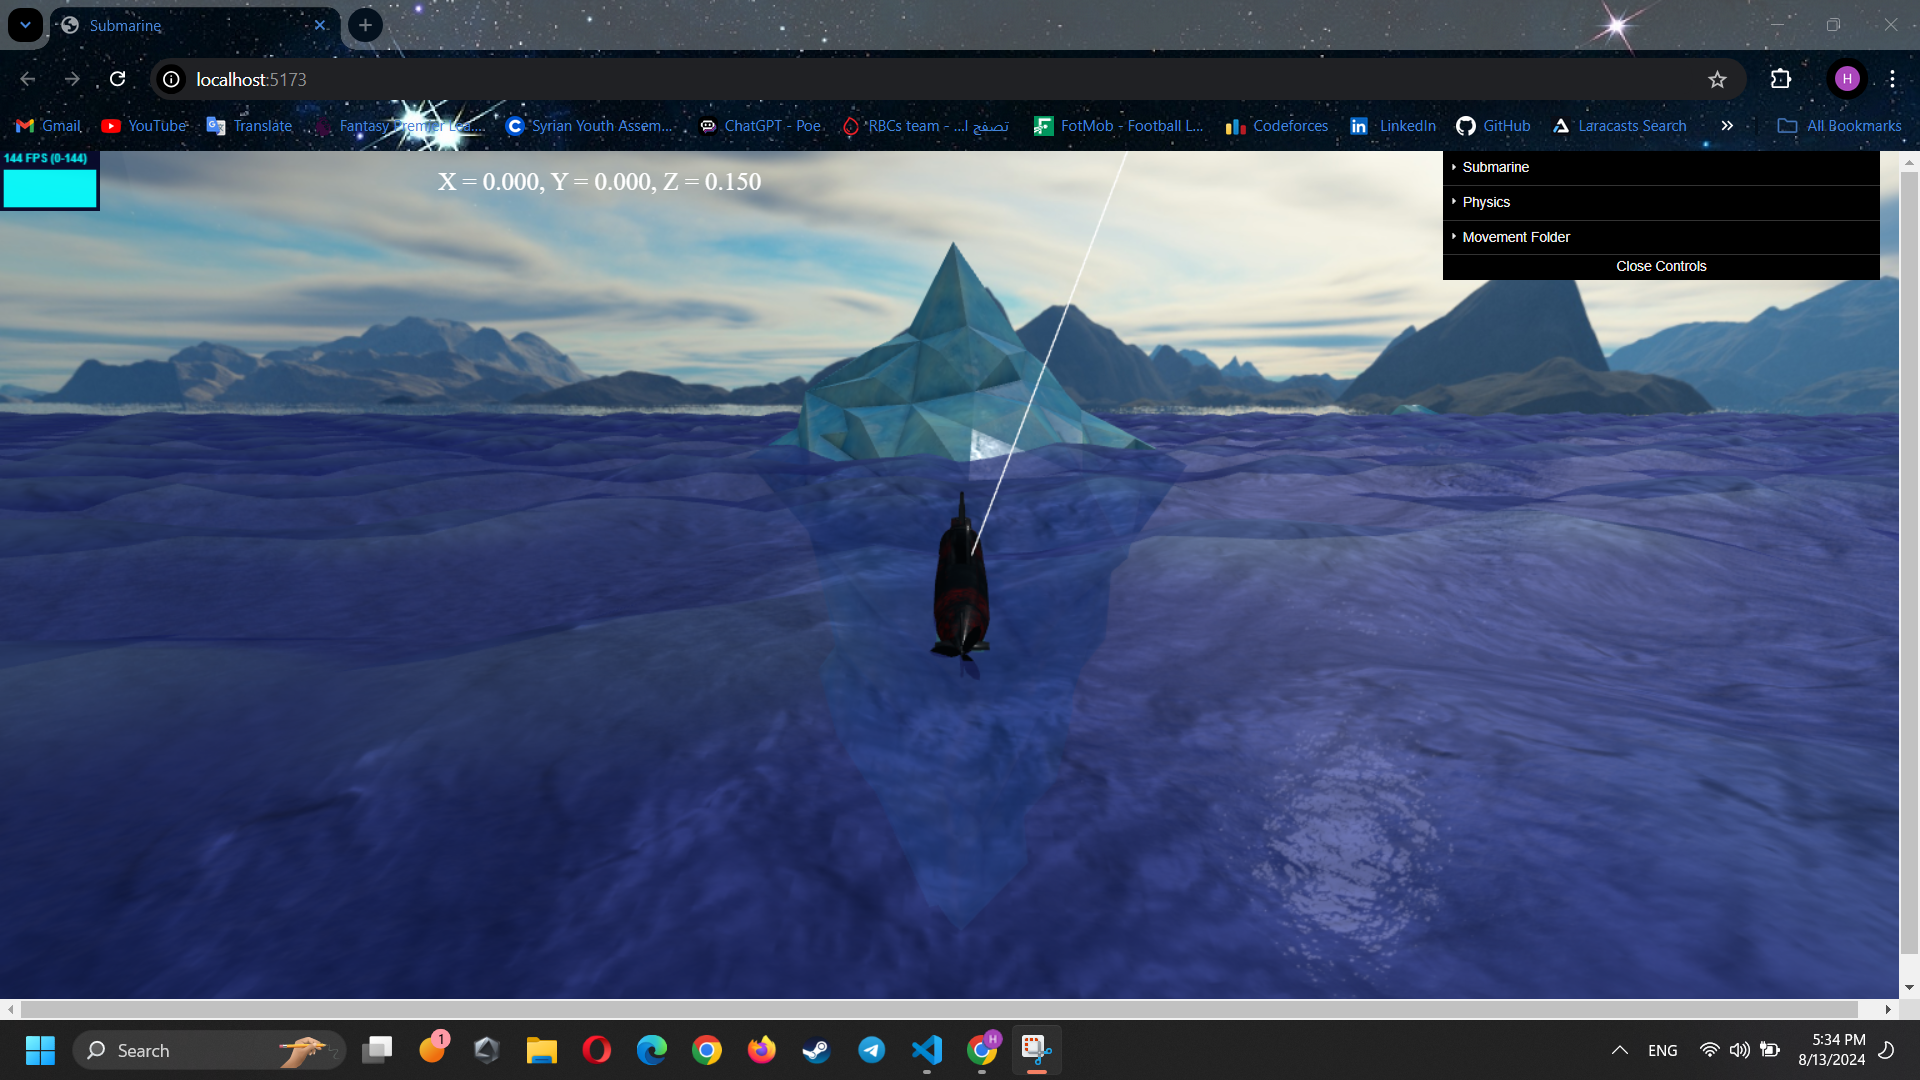 Submarine
localhost:5173
Gmail
YouTube
Translate
Fantasy Premier Lea...
Syrian Youth Assem...
ChatGPT - Poe
*RBCs team - ...تصفح ا
FotMob - Football L...
Codeforces
LinkedIn
GitHub
Laracasts Search
All Bookmarks
144 FPS (0-144)
X = 0.000, Y = 0.000, Z = 0.150
Submarine
Physics
Movement Folder
Close Controls
H
1
H
Search
ENG
5:34 PM
8/13/2024